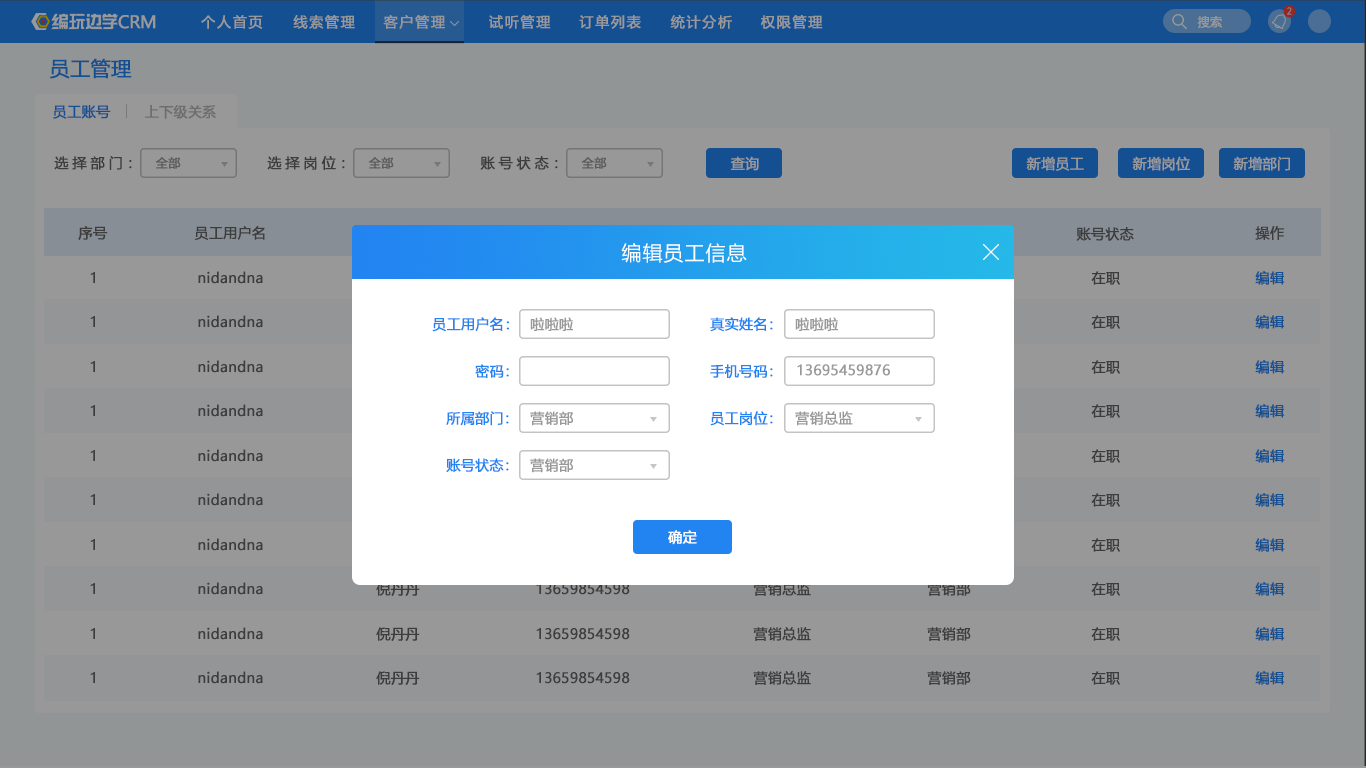 编玩边学CRM 个人首页 线索管理 客户管理 试听管理 订单列表 统计分析 权限管理 搜索 2
员工管理
员工账号 上下级关系
选择部门： 全部 选择岗位： 全部 账号状态： 全部 查询 新增员工 新增岗位 新增部门
序号 员工用户名 账号状态 操作
编辑员工信息
1 nidandna 在职 编辑
1 nidandna 在职 编辑
员工用户名： 啦啦啦 真实姓名： 啦啦啦
1 nidandna 在职 编辑
密码： 手机号码： 13695459876
1 nidandna 在职 编辑
所属部门： 营销部 员工岗位： 营销总监
1 nidandna 在职 编辑
账号状态： 营销部
1 nidandna 在职 编辑
1 nidandna 在职 编辑
确定
1 nidandna 倪丹丹 13659854598 营销总监 营销部 在职 编辑
1 nidandna 倪丹丹 13659854598 营销总监 营销部 在职 编辑
1 nidandna 倪丹丹 13659854598 营销总监 营销部 在职 编辑